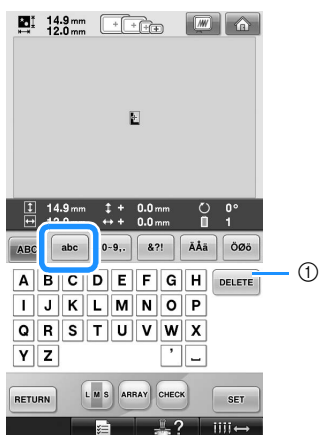 14.9 mm
12.0 mm
14.9 mm + 0.0 mm 0°
+ 0.0 mm 1
ABC abc 0~9,. &?! ÄÅã ÖØö
A B C D E F G H DELETE ①
I J K L M N O P
Q R S T U V W X
Y Z ' ⎵
RETURN L M S ARRAY CHECK SET
?